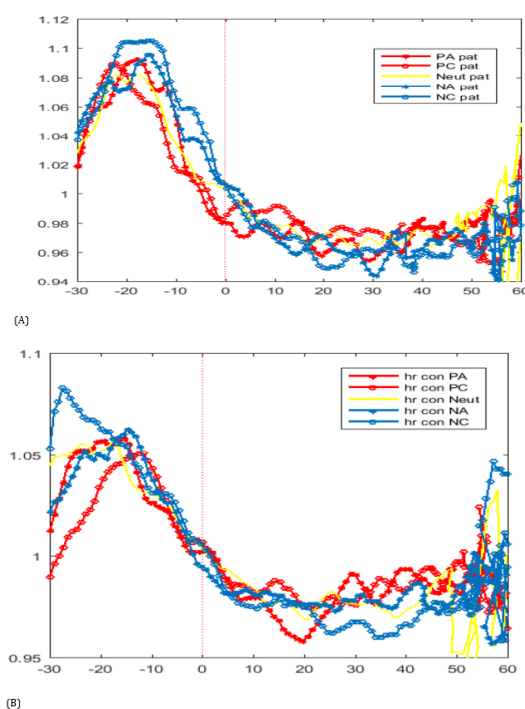 1.12
1.1
1.08
1.06
1.04
1.02
1
0.98
0.96
0.94
PA pat
PC pat
Neut pat
NA pat
NC pat
-30 -20 -10 0 10 20 30 40 50 60
(A)
1.1
1.05
1
0.95
hr con PA
hr con PC
hr con Neut
hr con NA
hr con NC
-30 -20 -10 0 10 20 30 40 50 60
(B)